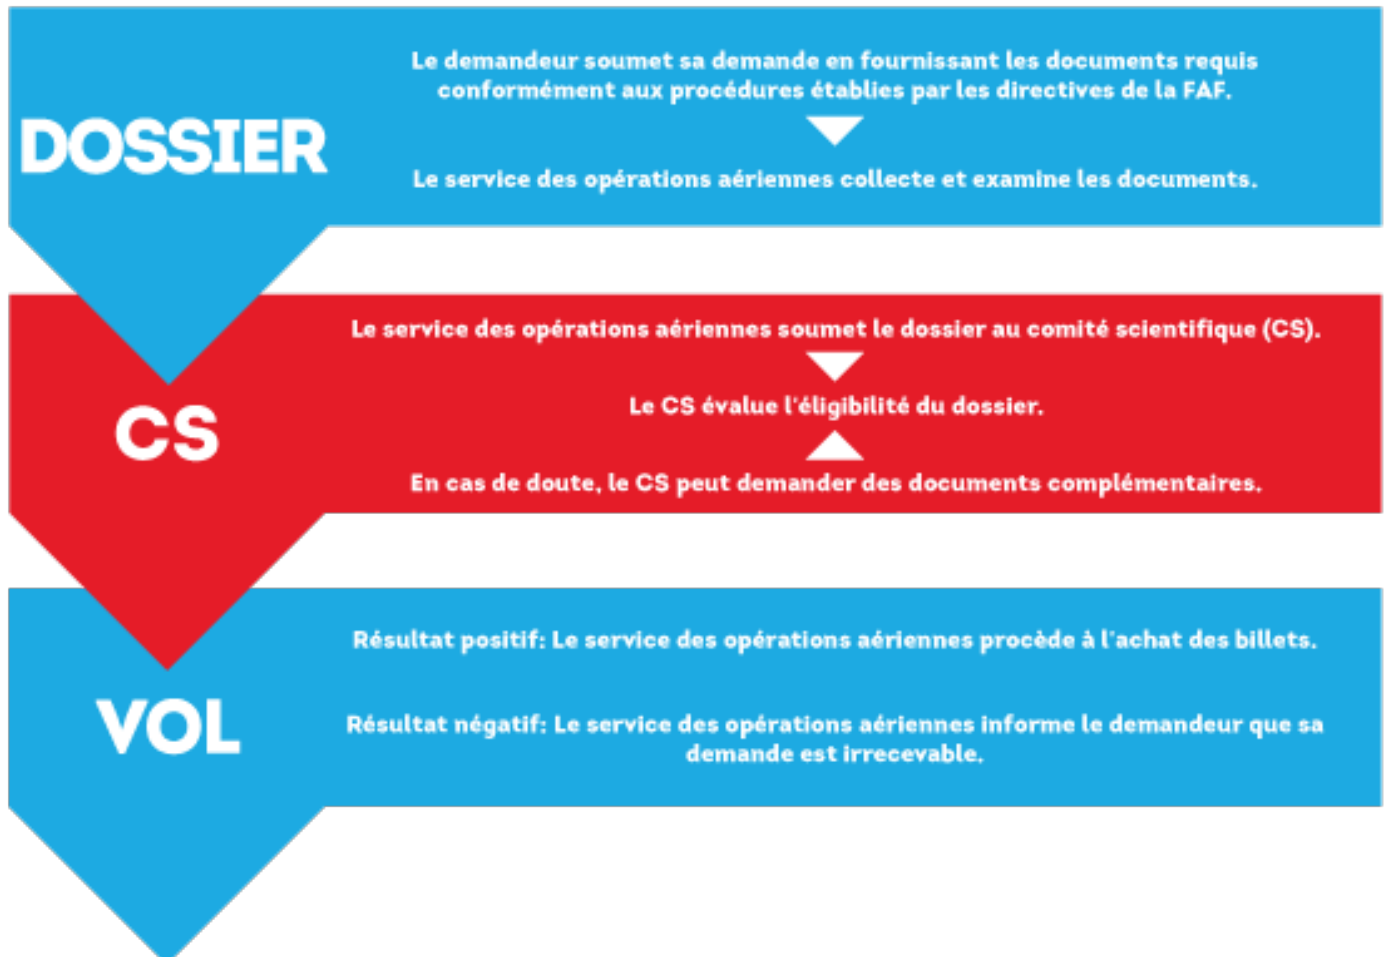 Le demandeur soumet sa demande en fournissant les documents requis
conformément aux procédures établies par les directives de la FAF.
DOSSIER
Le service des opérations aériennes collecte et examine les documents.
Le service des opérations aériennes soumet le dossier au comité scientifique (CS).
Le CS évalue l'éligibilité du dossier.
CS
En cas de doute, le CS peut demander des documents complémentaires.
Résultat positif: Le service des opérations aériennes procède à l'achat des billets.
VOL
Résultat négatif: Le service des opérations aériennes informe le demandeur que sa
demande est irrecevable.